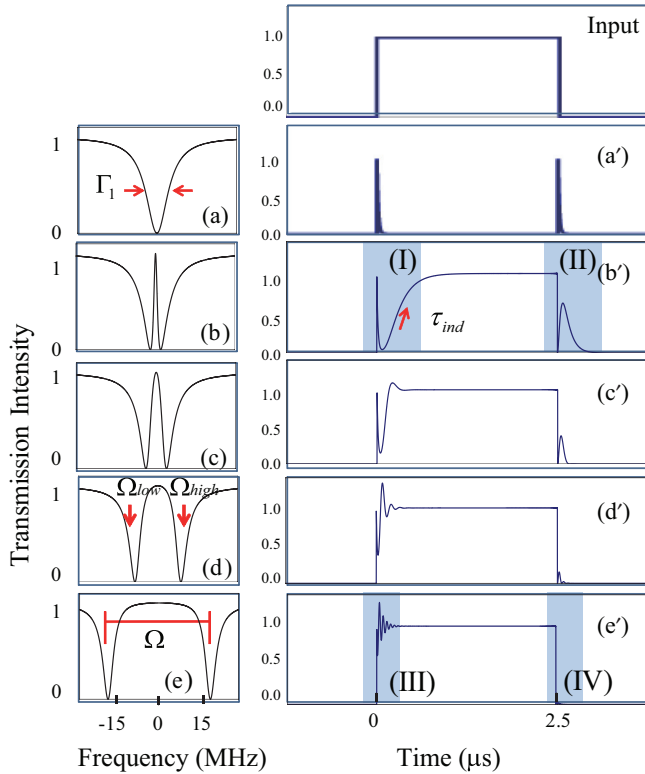 Input
1.0
0.5
0.0
1
Γ1
0
(a)
1.0
0.5
0.0
(a′)
1
0
(b)
1.0
0.5
0.0
(I)
(II)
(b′)
τind
1
0
(c)
1.0
0.5
0.0
(c′)
1
Ωlow
Ωhigh
0
(d)
1.0
0.5
0.0
(d′)
1
Ω
0
(e)
1.0
0.5
0.0
(e′)
(III)
(IV)
-15
0
15
0
2.5
Transmission Intensity
Frequency (MHz)
Time (μs)